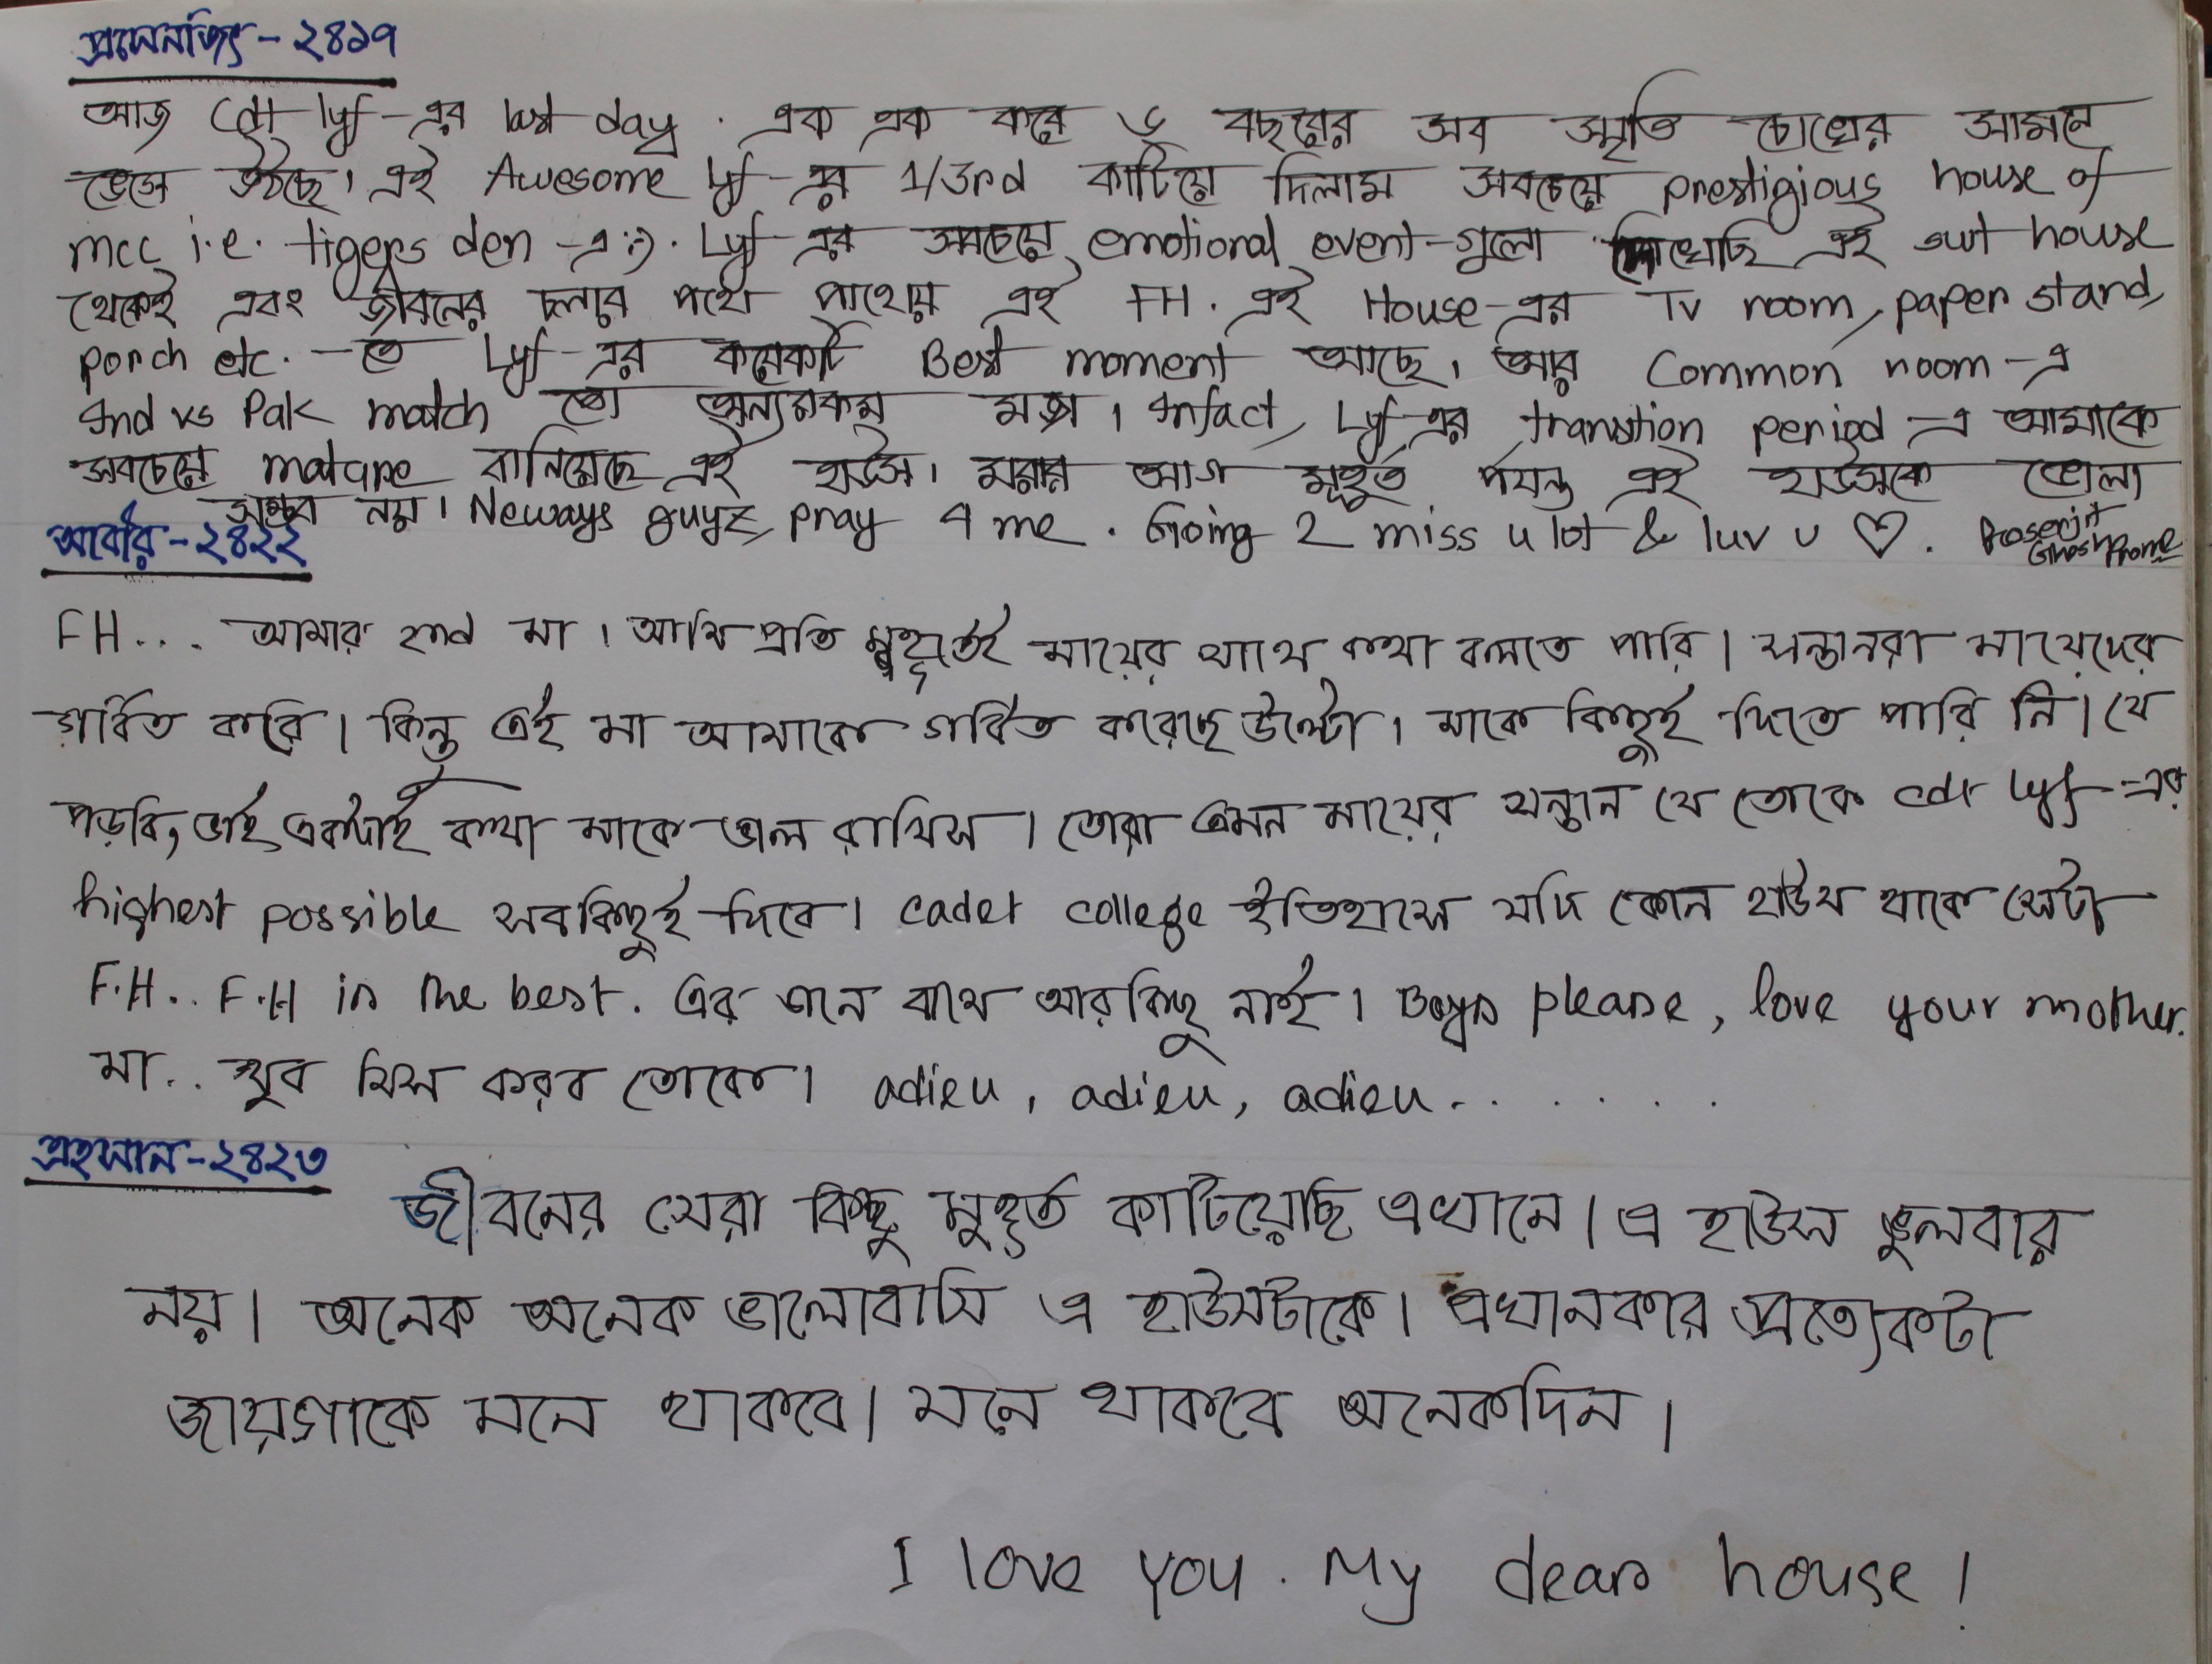 প্রসেনজিৎ - ২৪১৭
আজ Cdt lyf - এর last day. এক এক করে ৬ বছরের সব স্মৃতি চোখের সামনে
ভেসে উঠছে। এই Awesome lyf - এর 1/3rd কাটিয়ে দিলাম সবচেয়ে prestigious house of
mcc i.e. tigers den - এ :). Lyf এর সবচেয়ে emotional event - গুলো দেখেছি এই swt house
থেকেই এবং জীবনের চলার পথে পাথেয় এই FH. এই House - এর Tv room, paper stand,
porch etc. - তে Lyf - এর কয়েকটি Best moment আছে। আর Common room - এ
Ind vs Pak match তো অন্যরকম মজা। Infact, Lyf - এর transition period - এ আমাকে
সবচেয়ে mature বানিয়েছে এই হাউস। মরার আগ মুহূর্ত পর্যন্ত এই হাউসকে ভোলা
সম্ভব নয়। Neways guyz, pray 4 me. Going 2 miss u lot & luv u ♡. Prosenjit Ghosh Prome
আবীর - ২৪২২
FH... আমার 2nd মা। আমি প্রতি মুহূর্তেই মায়ের সাথে কথা বলতে পারি। সন্তানরা মায়েদের
গর্বিত করে। কিন্তু এই মা আমাকে গর্বিত করেছে উল্টো। মাকে কিছুই দিতে পারি নি। যে
পড়বি, ভাই একটাই কথা মাকে ভাল রাখিস। তোরা এমন মায়ের সন্তান যে তোকে cdt lyf - এর
highest possible সবকিছুই দিবে। cadet college ইতিহাসে যদি কোন হাউস থাকে সেটা
F.H.. F.H is the best. এর পরে আর কিছু নাই। Boys please, love your mother.
মা.. খুব মিস করব তোকে। adieu, adieu, adieu. . . . . . .
এহসান - ২৪২৩
জীবনের সেরা কিছু মুহূর্ত কাটিয়েছি এখানে। এ হাউস ভুলবার
নয়। অনেক অনেক ভালোবাসি এ হাউসটাকে। এখানকার প্রত্যেকটা
জায়গাকে মনে থাকবে। মনে থাকবে অনেকদিন।
I love you. My dear house!